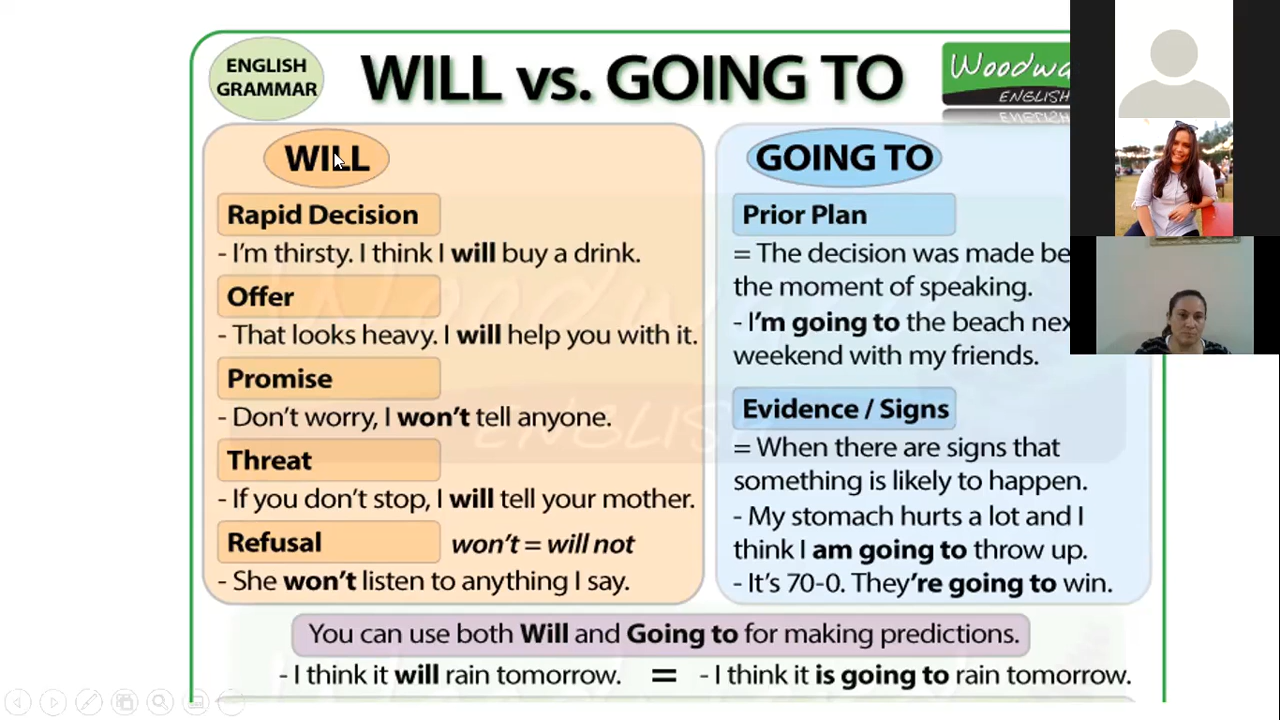 ENGLISH
GRAMMAR
WILL vs. GOING TO
ENGLISH
WILL
Rapid Decision
- I'm thirsty. I think I will buy a drink.
Offer
- That looks heavy. I will help you with it.
Promise
- Don't worry, I won't tell anyone.
Threat
- If you don't stop, I will tell your mother.
Refusal won't = will not
- She won't listen to anything I say.
GOING TO
Prior Plan
= The decision was made
the moment of speaking.
- I'm going to the beach
weekend with my friends.
Evidence / Signs
= When there are signs that
something is likely to happen.
- My stomach hurts a lot and I
think I am going to throw up.
- It's 70-0. They're going to win.
You can use both Will and Going to for making predictions.
- I think it will rain tomorrow. = - I think it is going to rain tomorrow.